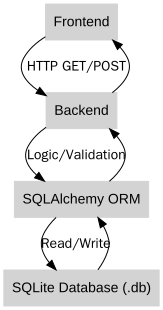 Frontend
HTTP GET/POST
Backend
Logic/Validation
SQLAlchemy ORM
Read/Write
SQLite Database (.db)